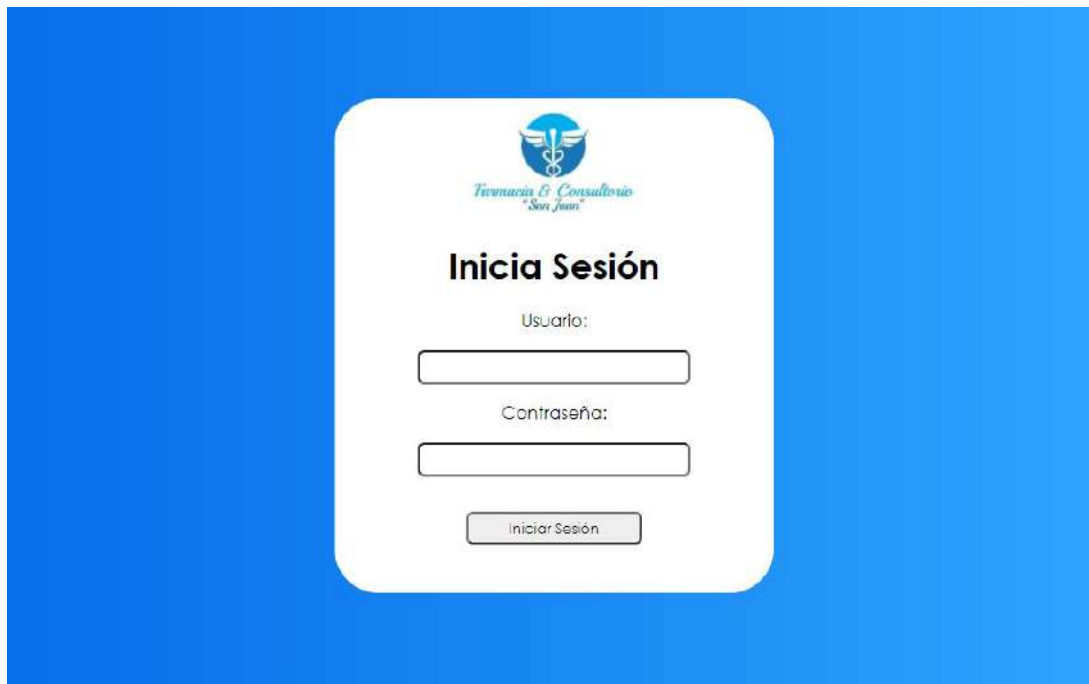 Farmacia & Consultorio
"San Juan"
Inicia Sesión
Usuario:
Contraseña:
Iniciar Sesión